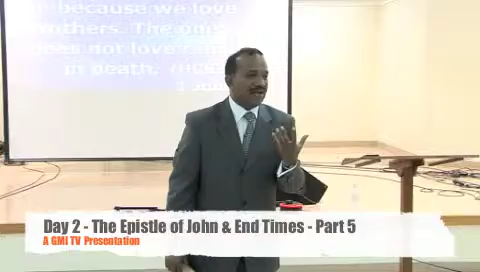 because we love
The one
does not love
in death.
Day 2 - The Epistle of John & End Times - Part 5
A GMI TV Presentation